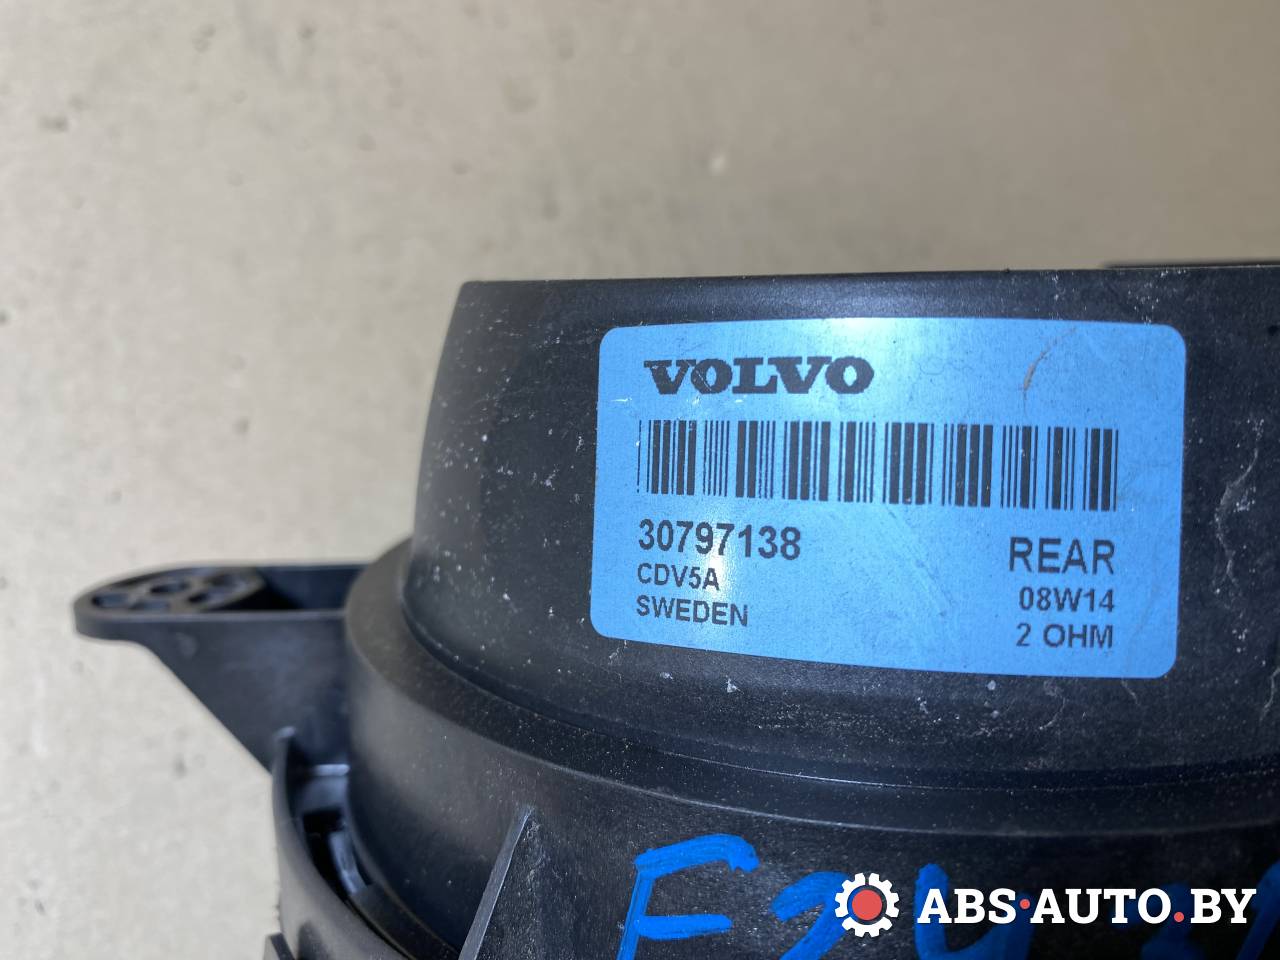 VOLVO
30797138 REAR
CDV5A 08W14
SWEDEN 2 OHM
ABS-AUTO.BY